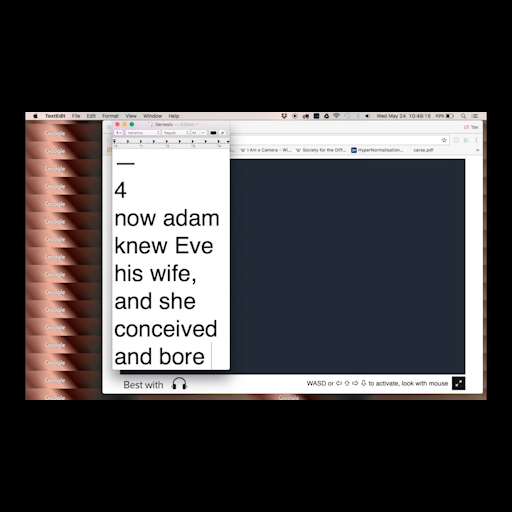 TextEdit File Edit Format View Window Help Wed May 24 10:49:18 49%
Genesis — Edited
Helvetica Regular
Tim
I Am a Camera - Wi... Society for the Diff... HyperNormalisation... carse.pdf
4
now adam
knew Eve
his wife,
and she
conceived
and bore
Best with
WASD or ⇦ ⇧ ⇨ ⇩ to activate, look with mouse
Google
Google
Google
Google
Google
Google
Google
Google
Google
Google
Google
Google
Google
Google